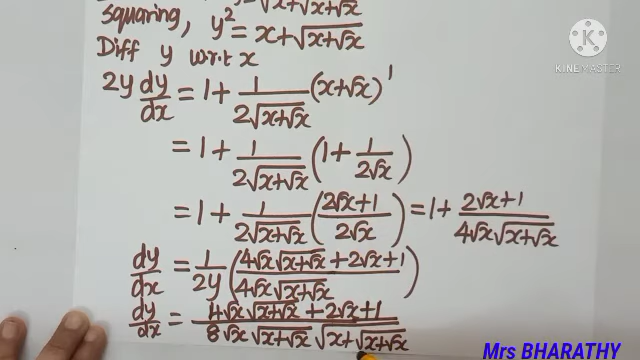 y=√(x+√(x+√x))
squaring, y² = x+√(x+√x)
Diff y w.r.t x
2y dy/dx = 1 + 1/(2√(x+√x)) (x+√x)'
= 1 + 1/(2√(x+√x)) (1 + 1/(2√x))
= 1 + 1/(2√(x+√x)) ((2√x+1)/(2√x)) = 1 + (2√x+1)/(4√x√(x+√x))
dy/dx = 1/(2y) ((4√x√(x+√x) + 2√x+1)/(4√x√(x+√x)))
dy/dx = (4√x√(x+√x) + 2√x+1)/(8√x√(x+√x)√(x+√(x+√x)))
K
KINEMASTER
Mrs BHARATHY